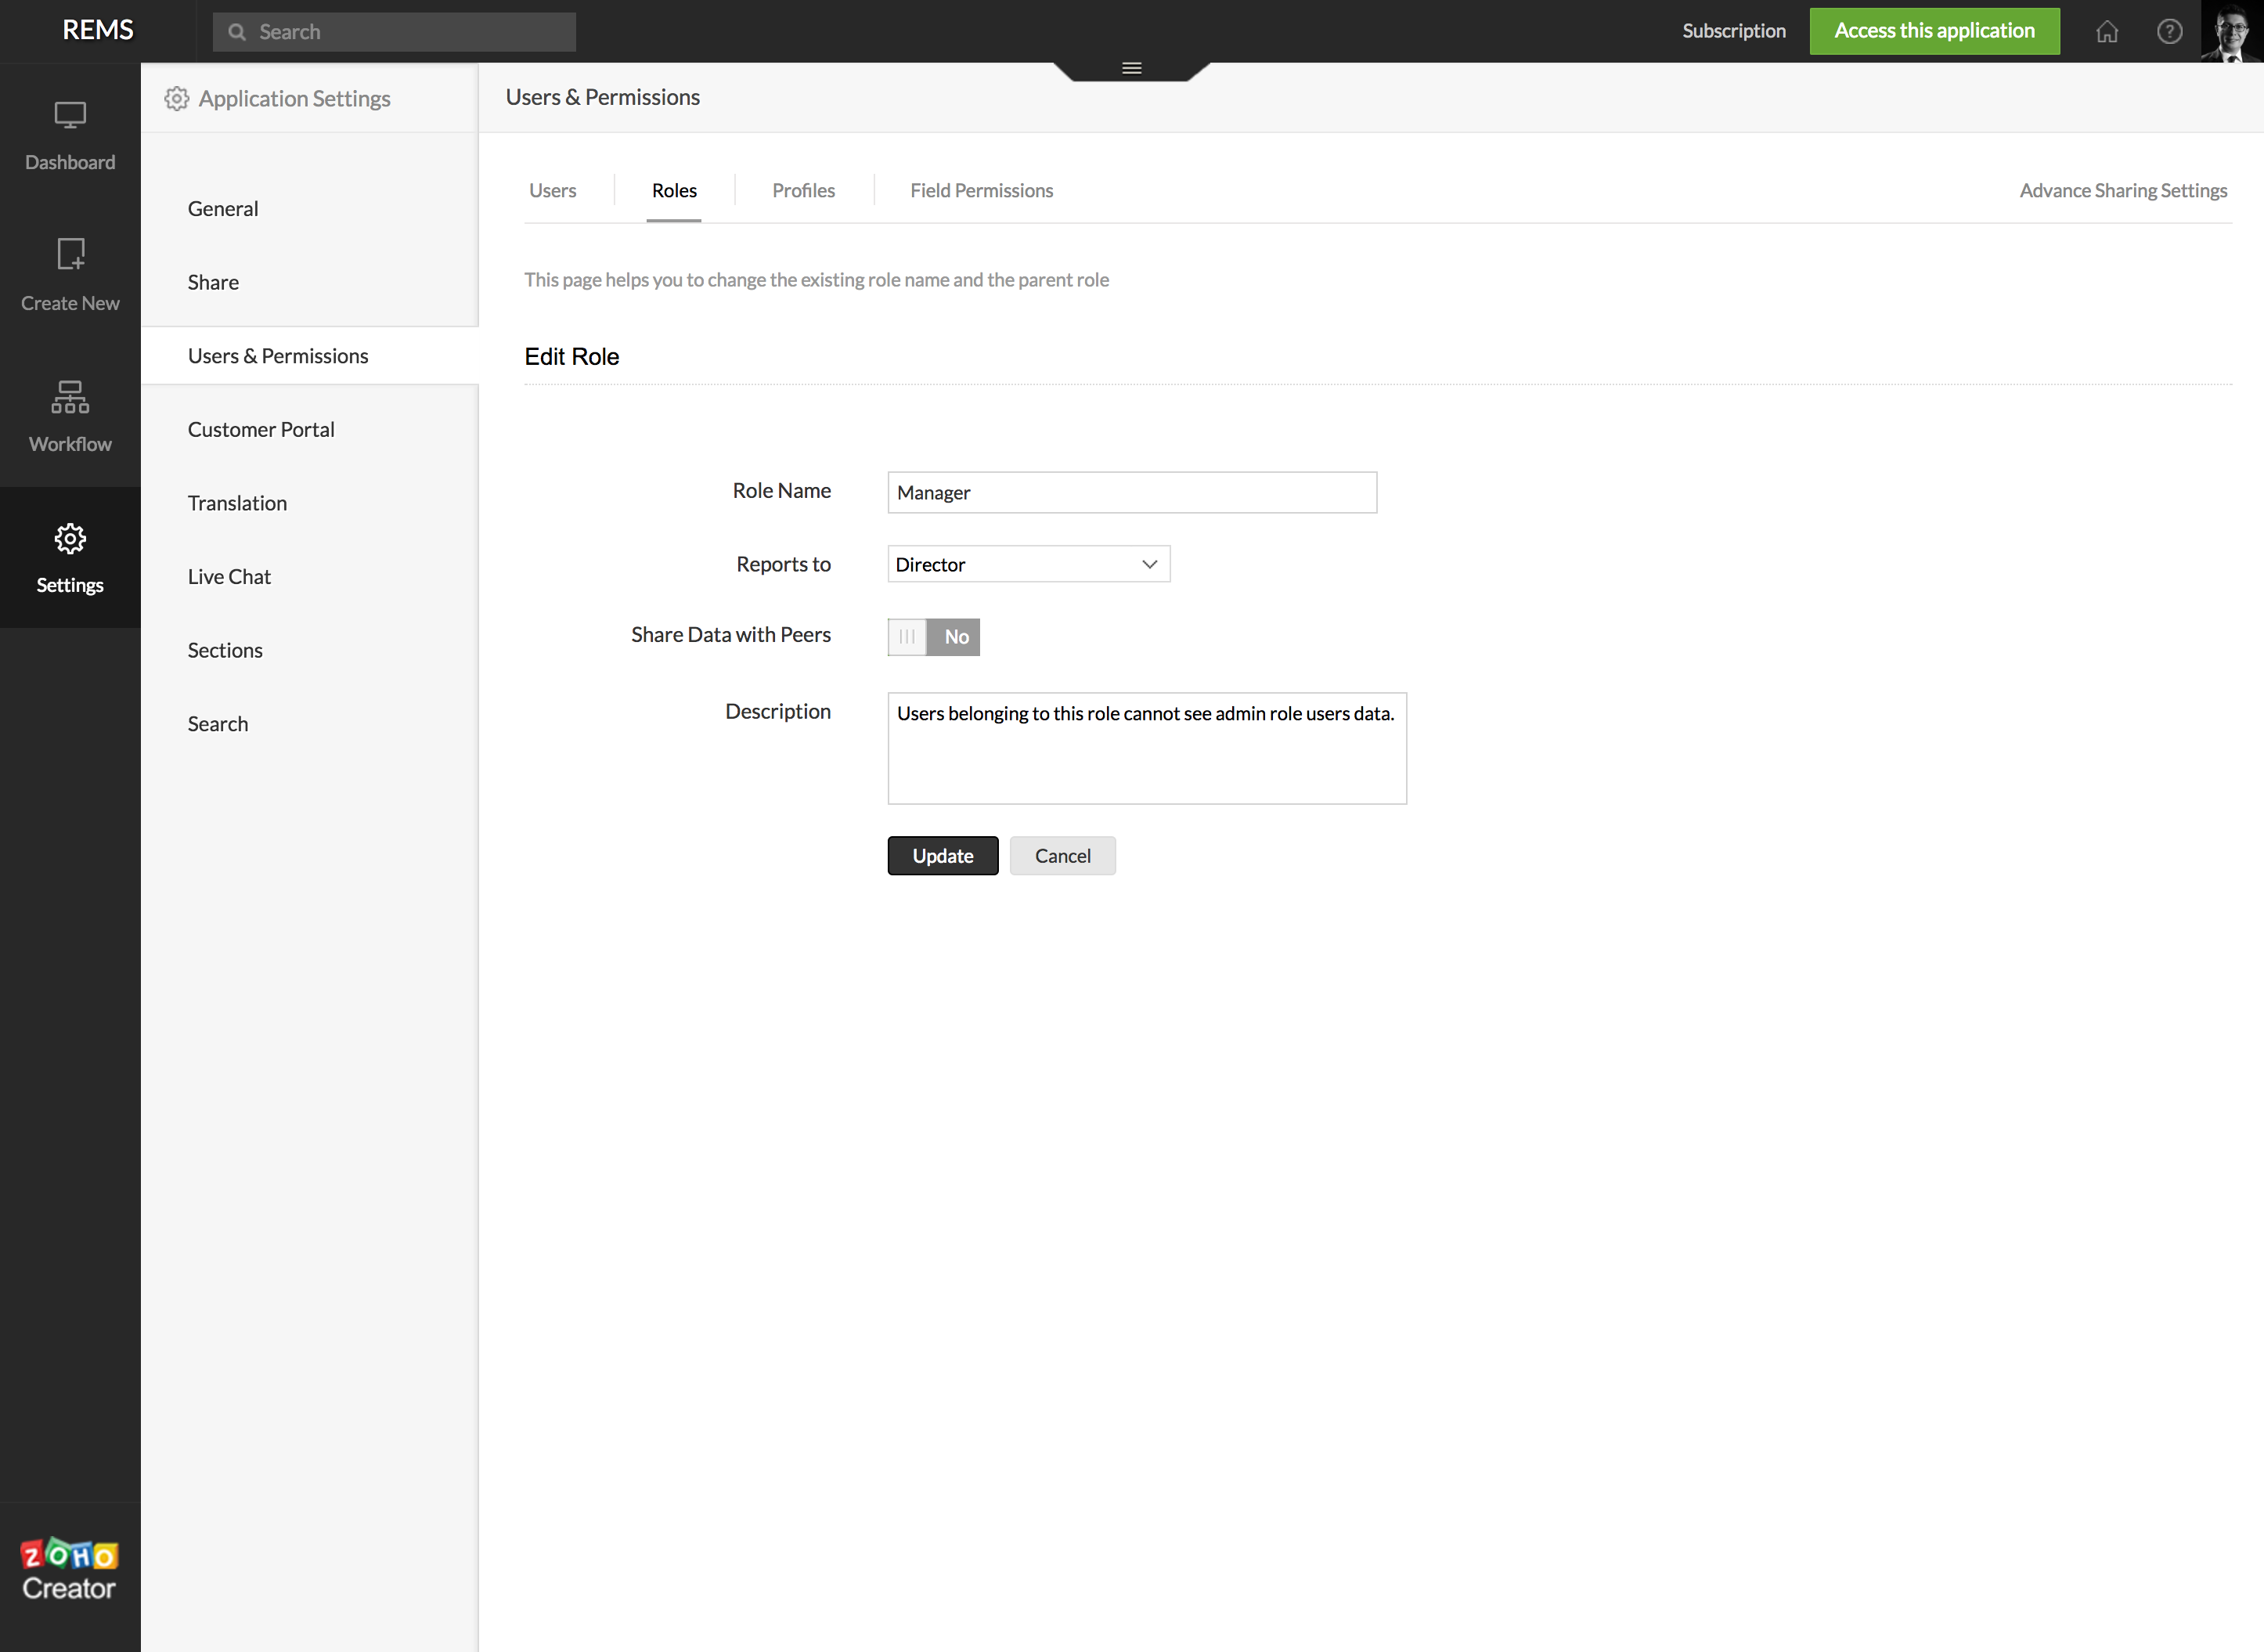 REMS
Search
Subscription
Access this application
Dashboard
Create New
Workflow
Settings
ZOHO
Creator
Application Settings
General
Share
Users & Permissions
Customer Portal
Translation
Live Chat
Sections
Search
Users & Permissions
Users
Roles
Profiles
Field Permissions
Advance Sharing Settings
This page helps you to change the existing role name and the parent role
Edit Role
Role Name
Manager
Reports to
Director
Share Data with Peers
No
Description
Users belonging to this role cannot see admin role users data.
Update
Cancel